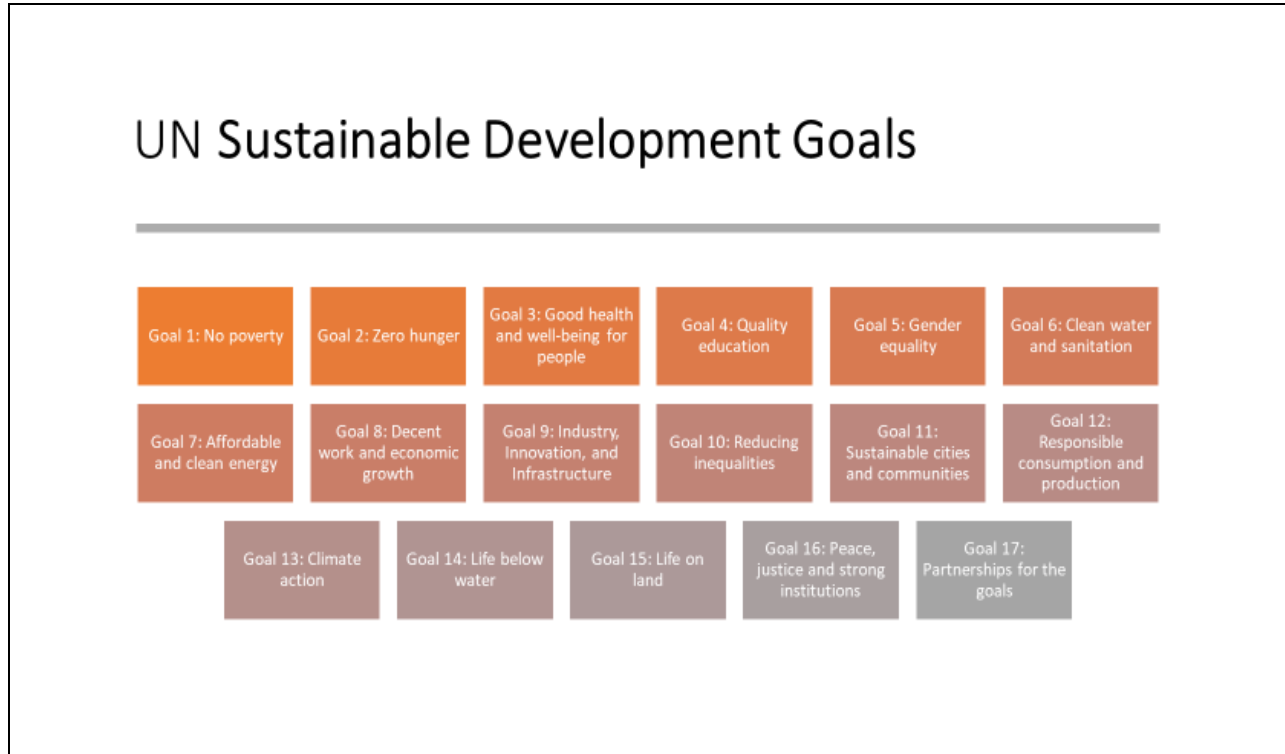 UN Sustainable Development Goals
Goal 1: No poverty
Goal 2: Zero hunger
Goal 3: Good health
and well-being for
people
Goal 4: Quality
education
Goal 5: Gender
equality
Goal 6: Clean water
and sanitation
Goal 7: Affordable
and clean energy
Goal 8: Decent
work and economic
growth
Goal 9: Industry,
Innovation, and
Infrastructure
Goal 10: Reducing
inequalities
Goal 11:
Sustainable cities
and communities
Goal 12:
Responsible
consumption and
production
Goal 13: Climate
action
Goal 14: Life below
water
Goal 15: Life on
land
Goal 16: Peace,
justice and strong
institutions
Goal 17:
Partnerships for the
goals